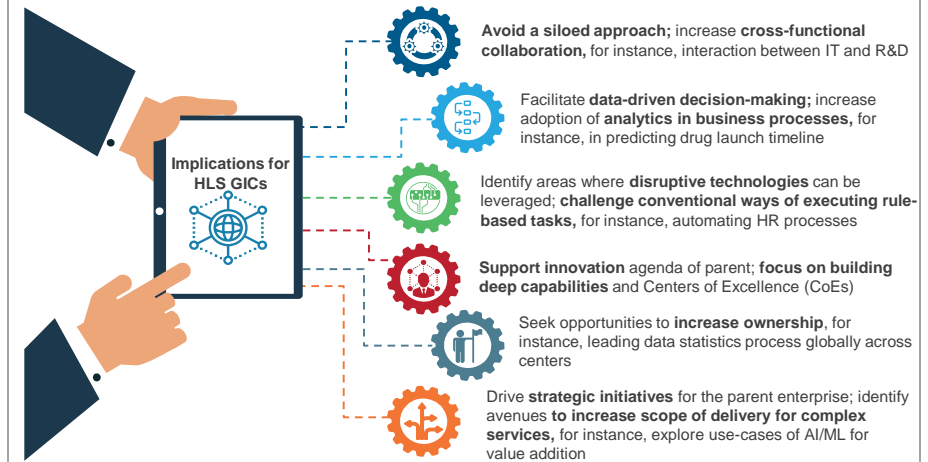 Implications for
HLS GICs
Avoid a siloed approach; increase cross-functional
collaboration, for instance, interaction between IT and R&D
Facilitate data-driven decision-making; increase
adoption of analytics in business processes, for
instance, in predicting drug launch timeline
Identify areas where disruptive technologies can be
leveraged; challenge conventional ways of executing rule-
based tasks, for instance, automating HR processes
Support innovation agenda of parent; focus on building
deep capabilities and Centers of Excellence (CoEs)
Seek opportunities to increase ownership, for
instance, leading data statistics process globally across
centers
Drive strategic initiatives for the parent enterprise; identify
avenues to increase scope of delivery for complex
services, for instance, explore use-cases of AI/ML for
value addition